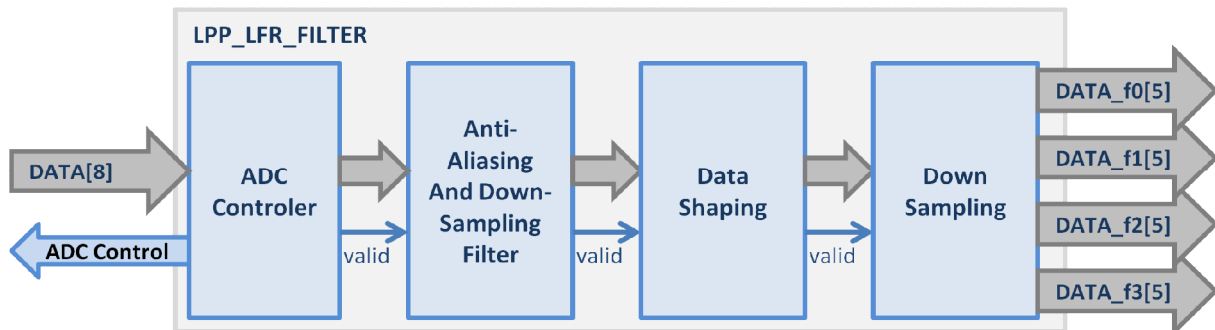 LPP_LFR_FILTER
DATA[8]
ADC Control
ADC
Controler
valid
Anti-
Aliasing
And Down-
Sampling
Filter
valid
Data
Shaping
valid
Down
Sampling
DATA_f0[5]
DATA_f1[5]
DATA_f2[5]
DATA_f3[5]